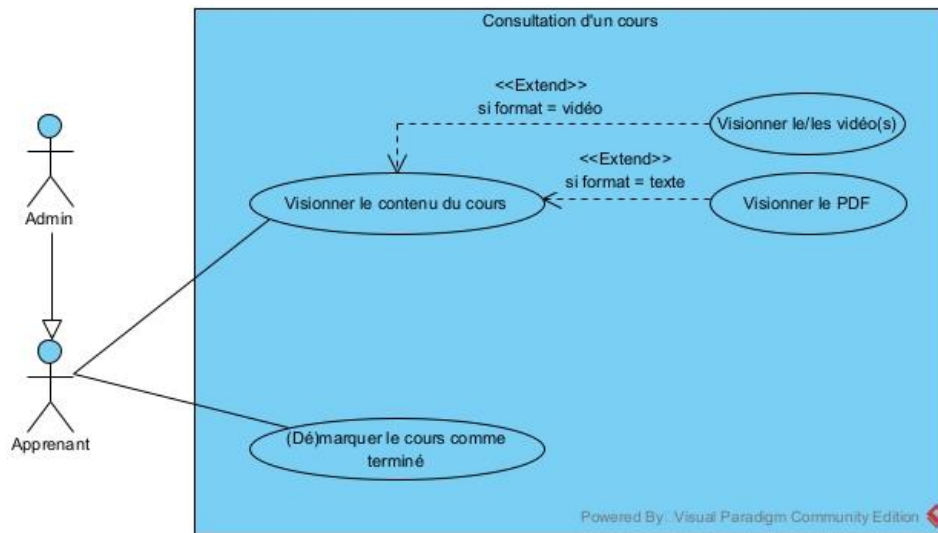 Consultation d'un cours
<<Extend>>
si format = vidéo
Visionner le/les vidéo(s)
<<Extend>>
si format = texte
Visionner le contenu du cours
Visionner le PDF
Admin
Apprenant
(Dé)marquer le cours comme
terminé
Powered By: Visual Paradigm Community Edition